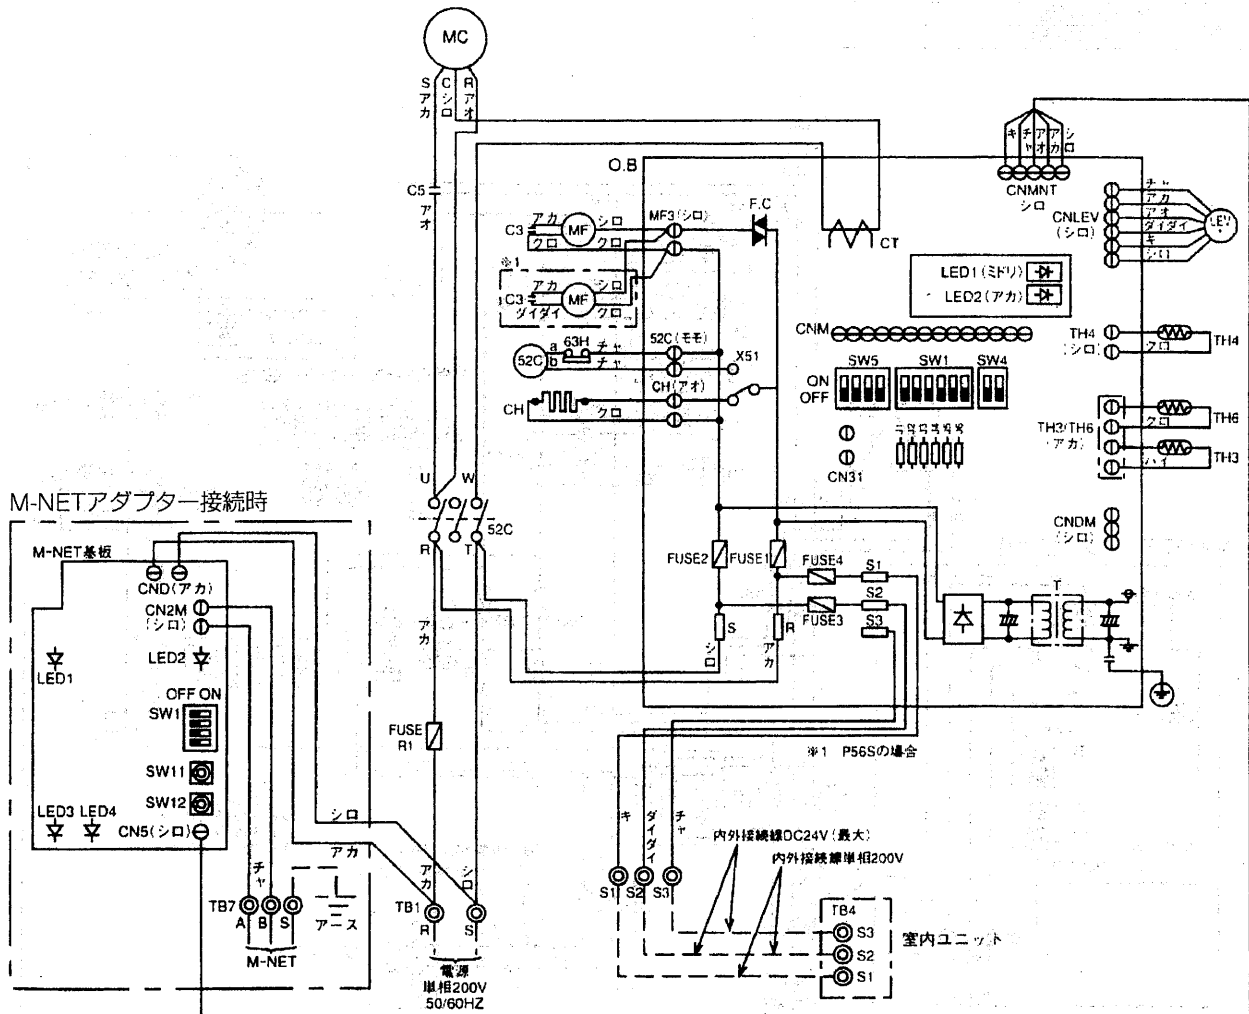 MC
S C R
アカ
シロ
アオ
C5
アオ
O.B
C3
アカ
MF
シロ
クロ
クロ
MF3(シロ)
F.C
CT
※1
C3
アカ
MF
シロ
ダイダイ
クロ
52C
a
b
63H
チャ
チャ
52C(モモ)
X51
CH
クロ
CH(アオ)
キ
チャ
アオ
アカ
シロ
CNMNT
シロ
CNLEV
(シロ)
チャ
アカ
アオ
ダイダイ
キ
シロ
LEV
LED1(ミドリ)
LED2(アカ)
CNM
SW5
SW1
SW4
ON
OFF
CN31
TH4
(シロ)
クロ
TH4
TH3/TH6
(アカ)
クロ
TH6
ハイ
TH3
CNDM
(シロ)
U
W
52C
R
T
FUSE2
FUSE1
FUSE4
S1
S2
FUSE3
S3
S
シロ
R
アカ
T
アカ
FUSE
R1
※1 P56Sの場合
M-NETアダプター接続時
M-NET基板
CND(アカ)
CN2M
(シロ)
LED1
LED2
OFF ON
SW1
SW11
SW12
LED3 LED4
CN5(シロ)
シロ
アカ
チャ
TB7
A
B
S
アース
M-NET
アカ
シロ
TB1
R
S
電源
単相200V
50/60HZ
キ
ダイダイ
チャ
内外接続線DC24V(最大)
内外接続線単相200V
S1
S2
S3
TB4
S3
S2
S1
室内ユニット